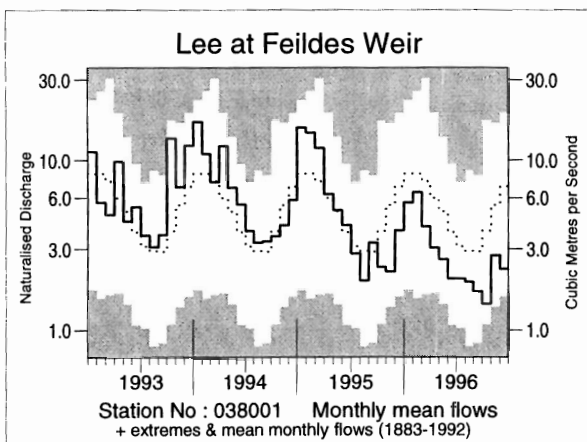 Lee at Feildes Weir
30.0
10.0
6.0
3.0
1.0
Naturalised Discharge
30.0
10.0
6.0
3.0
1.0
Cubic Metres per Second
1993 1994 1995 1996
Station No : 038001 Monthly mean flows
+ extremes & mean monthly flows (1883-1992)